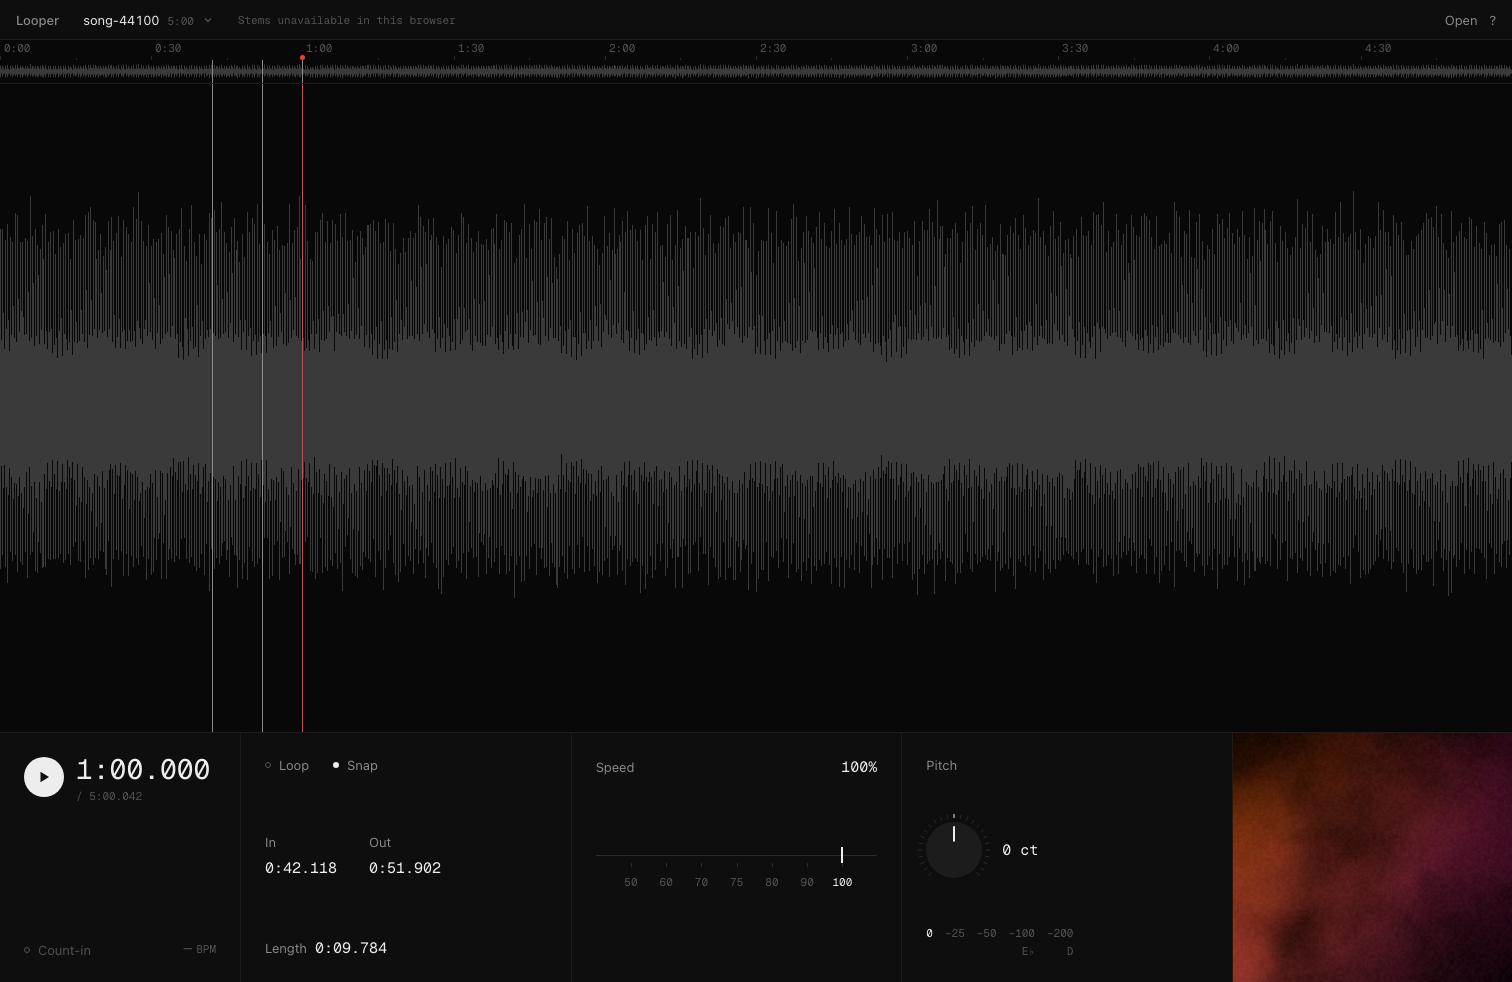 Looper song-44100 5:00 Stems unavailable in this browser Open ?
0:00 0:30 1:00 1:30 2:00 2:30 3:00 3:30 4:00 4:30
1:00.000
/ 5:00.042
Count-in — BPM
Loop Snap
In Out
0:42.118 0:51.902
Length 0:09.784
Speed 100%
50 60 70 75 80 90 100
Pitch
0 ct
0 −25 −50 −100 −200
E♭ D